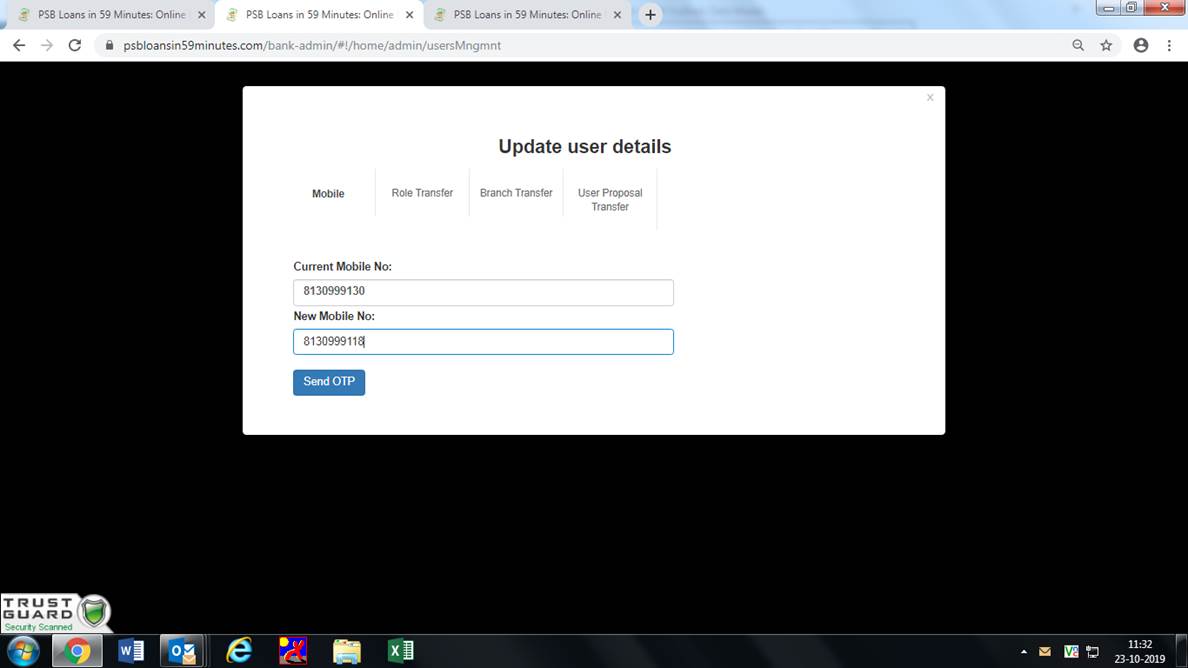 PSB Loans in 59 Minutes: Online
PSB Loans in 59 Minutes: Online
PSB Loans in 59 Minutes: Online
psbloansin59minutes.com/bank-admin/#!/home/admin/usersMngmnt
x
Update user details
Mobile
Role Transfer
Branch Transfer
User Proposal
Transfer
Current Mobile No:
8130999130
New Mobile No:
8130999118
Send OTP
TRUST
GUARD
Security Scanned
11:32
23-10-2019